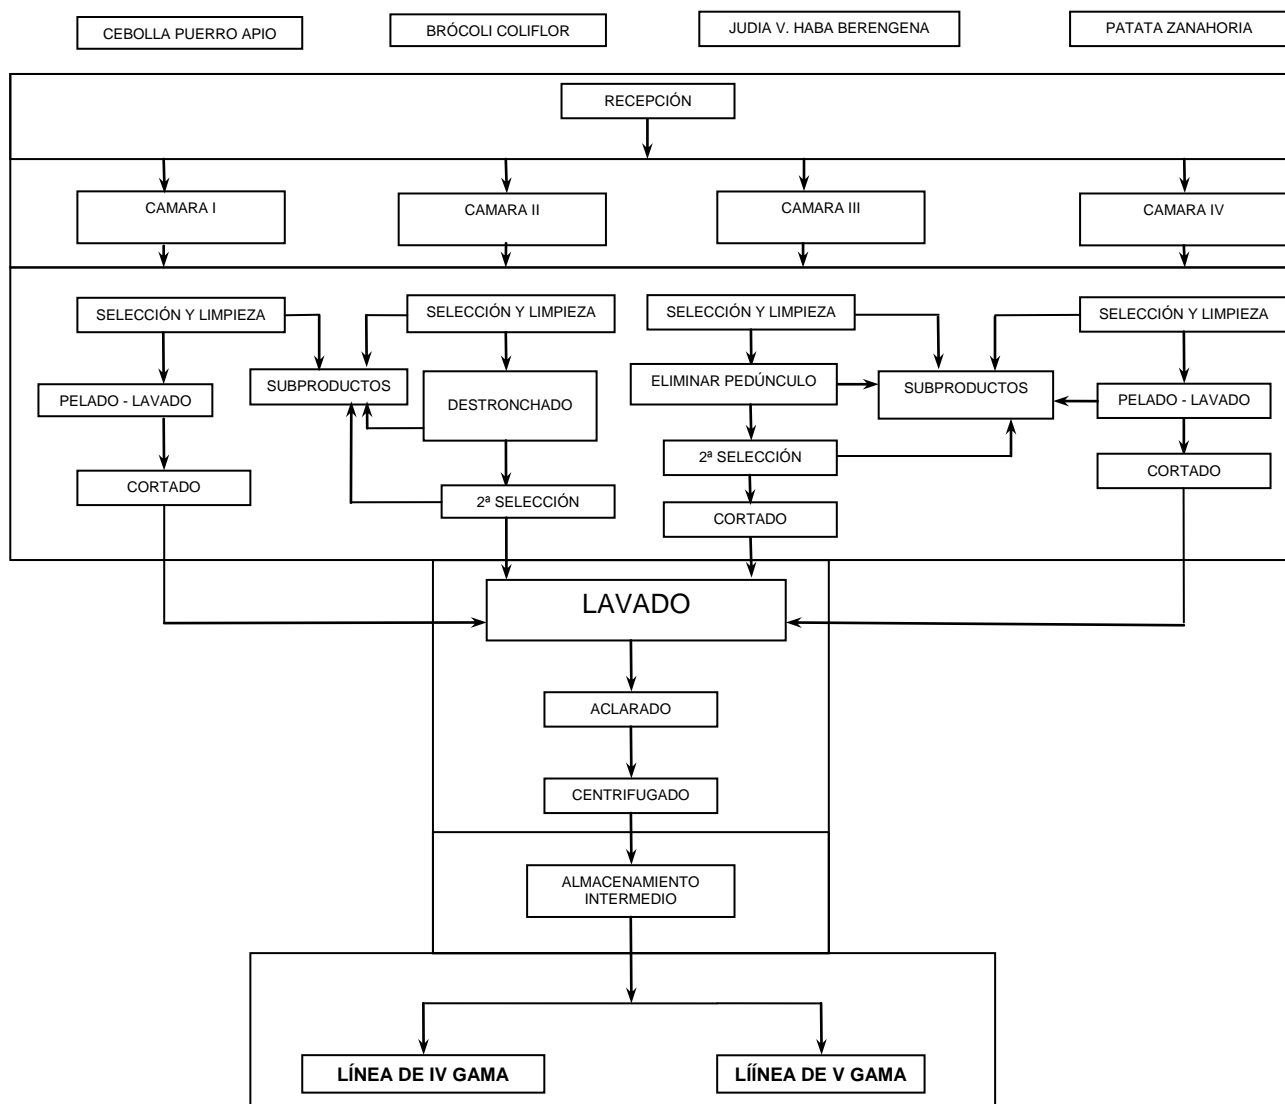 CEBOLLA PUERRO APIO
BRÓCOLI COLIFLOR
JUDIA V. HABA BERENGENA
PATATA ZANAHORIA
RECEPCIÓN
CAMARA I
CAMARA II
CAMARA III
CAMARA IV
SELECCIÓN Y LIMPIEZA
SELECCIÓN Y LIMPIEZA
SELECCIÓN Y LIMPIEZA
SELECCIÓN Y LIMPIEZA
SUBPRODUCTOS
ELIMINAR PEDÚNCULO
SUBPRODUCTOS
PELADO - LAVADO
DESTRONCHADO
PELADO - LAVADO
2ª SELECCIÓN
CORTADO
CORTADO
2ª SELECCIÓN
CORTADO
LAVADO
ACLARADO
CENTRIFUGADO
ALMACENAMIENTO
INTERMEDIO
LÍNEA DE IV GAMA
LÍÍNEA DE V GAMA